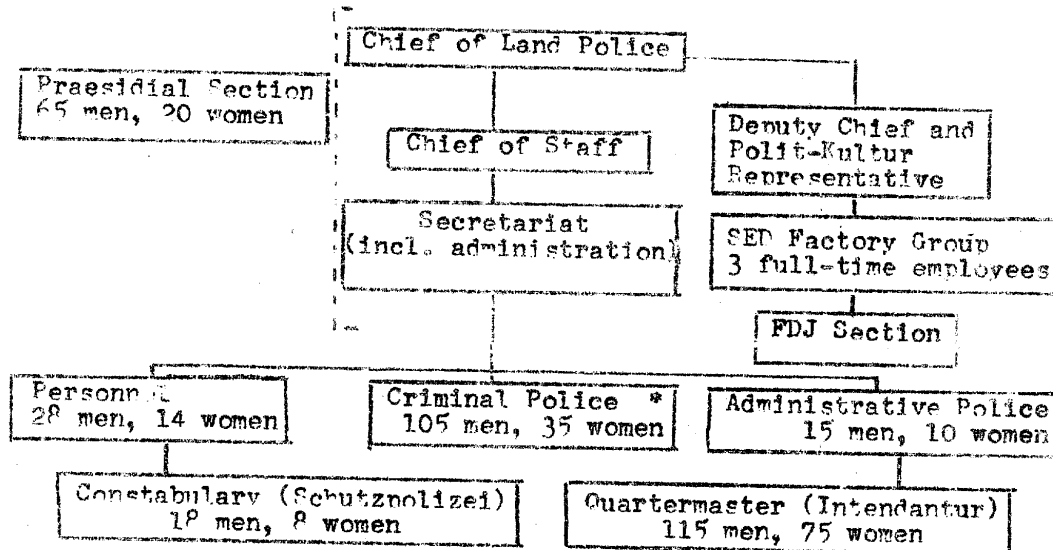 Chief of Land Police
Praesidial Section
65 men, 20 women
Chief of Staff
Deputy Chief and
Polit-Kultur
Representative
Secretariat
(incl. administration)
SED Factory Group
3 full-time employees
FDJ Section
Personnel
28 men, 14 women
Criminal Police *
105 men, 35 women
Administrative Police
15 men, 10 women
Constabulary (Schutzpolizei)
18 men, 8 women
Quartermaster (Intendantur)
115 men, 75 women